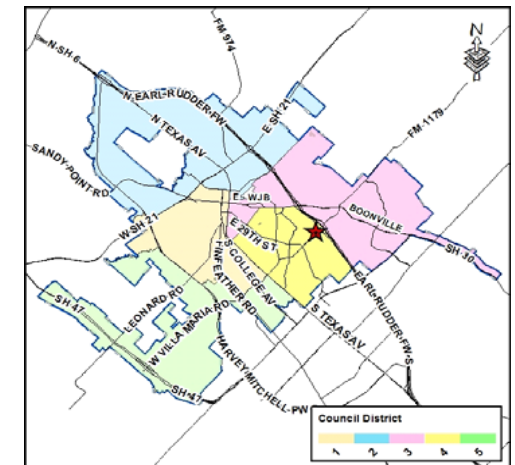 N
N-SH-6
FM 974
N-EARL-RUDDER-FW
N TEXAS-AV
E SH 21
FM-1179
SANDY-POINT-RD
E WJB
BOONVILLE
W-SH 21
E 29TH ST.
SH-30
S COLLEGE-AV
FINFEATHER RD
EARL-RUDDER-FW-S
LEONARD RD
SH 47
W VILLA MARIA-RD
S TEXAS AV
HARVEY-MITCHELL-PW
SH-47
Council District
1 2 3 4 5